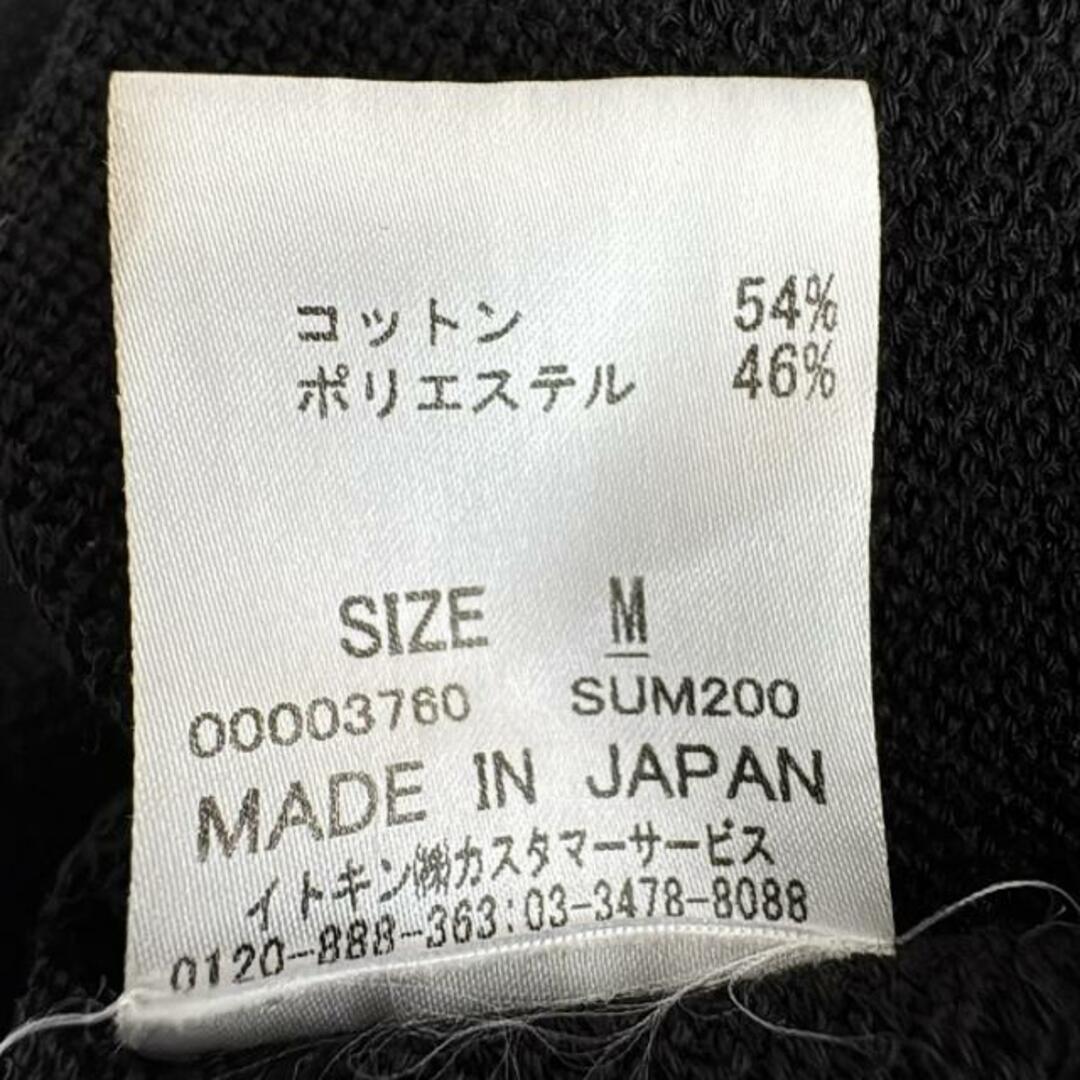 コットン 54%
ポリエステル 46%
SIZE M
00003760 SUM200
MADE IN JAPAN
イトキン㈱カスタマーサービス
0120-888-363:03-3478-8088